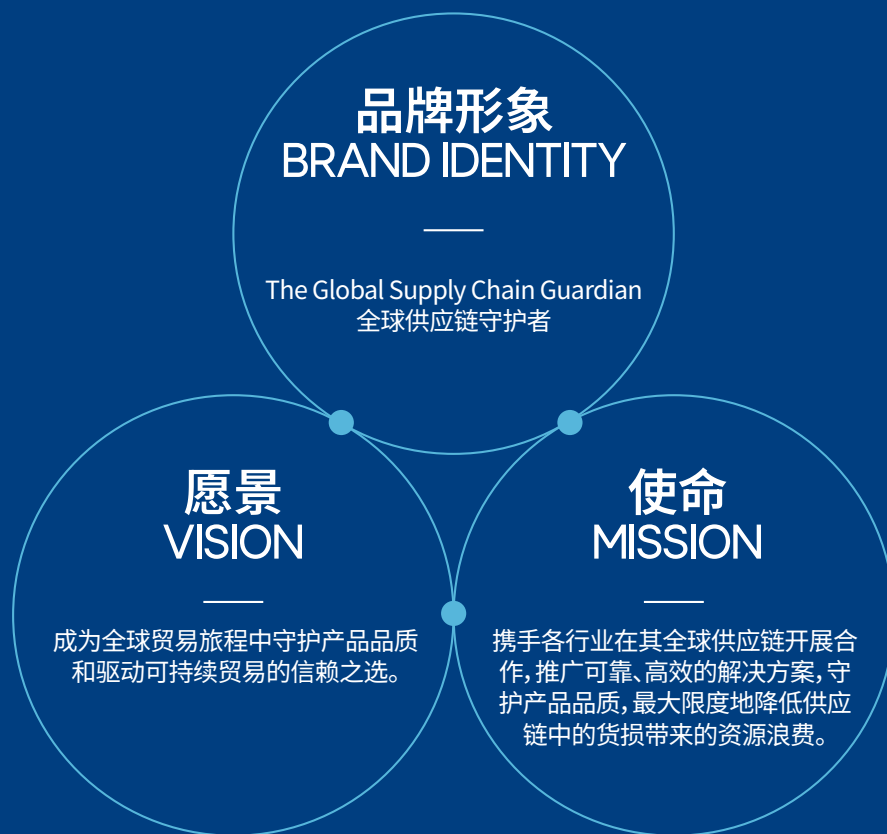 品牌形象
BRAND IDENTITY
The Global Supply Chain Guardian
全球供应链守护者
愿景
VISION
成为全球贸易旅程中守护产品品质
和驱动可持续贸易的信赖之选。
使命
MISSION
携手各行业在其全球供应链开展合
作，推广可靠、高效的解决方案，守
护产品品质，最大限度地降低供应
链中的货损带来的资源浪费。